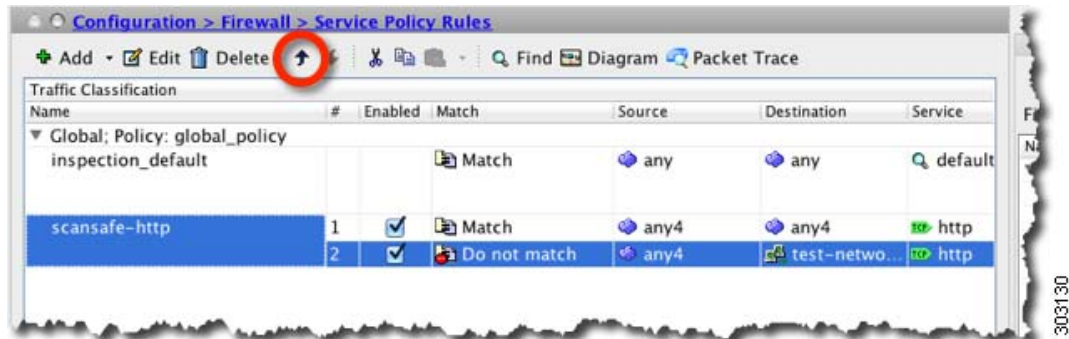 Configuration > Firewall > Service Policy Rules
Add Edit Delete Find Diagram Packet Trace
Traffic Classification
Name # Enabled Match Source Destination Service
Global; Policy: global_policy
inspection_default Match any any default
scansafe-http 1 Match any4 any4 http
2 Do not match any4 test-netwo... http
303130